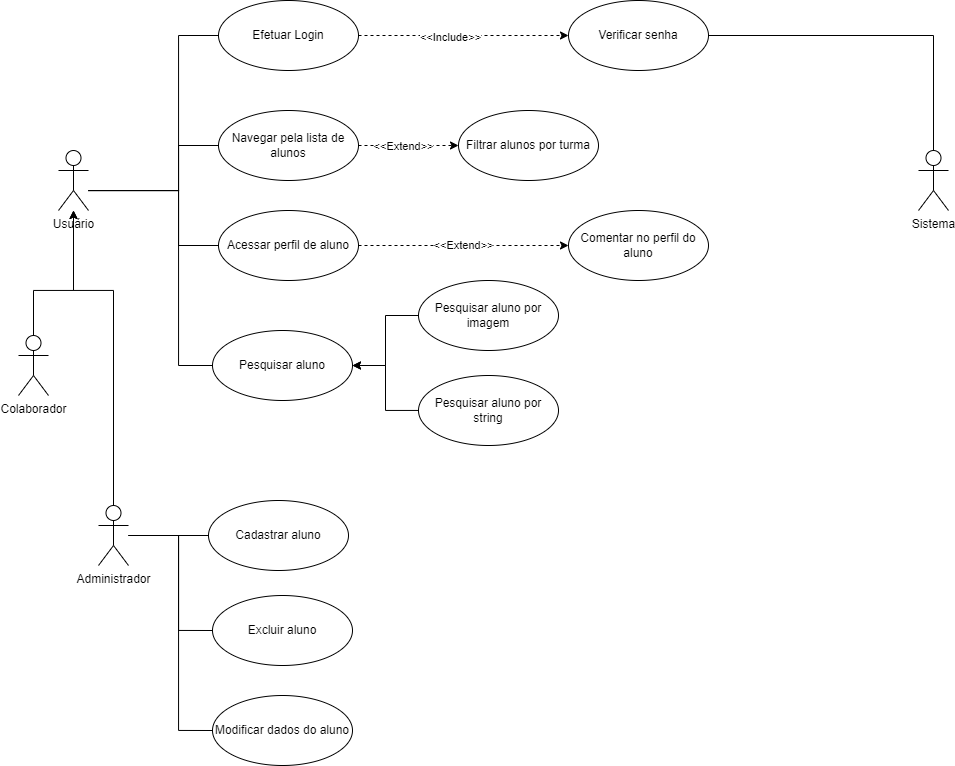 Efetuar Login
<<Include>>
Verificar senha
Navegar pela lista de
alunos
<<Extend>>
Filtrar alunos por turma
Usuário
Sistema
Acessar perfil de aluno
<<Extend>>
Comentar no perfil do
aluno
Pesquisar aluno por
imagem
Pesquisar aluno
Pesquisar aluno por
string
Colaborador
Cadastrar aluno
Administrador
Excluir aluno
Modificar dados do aluno